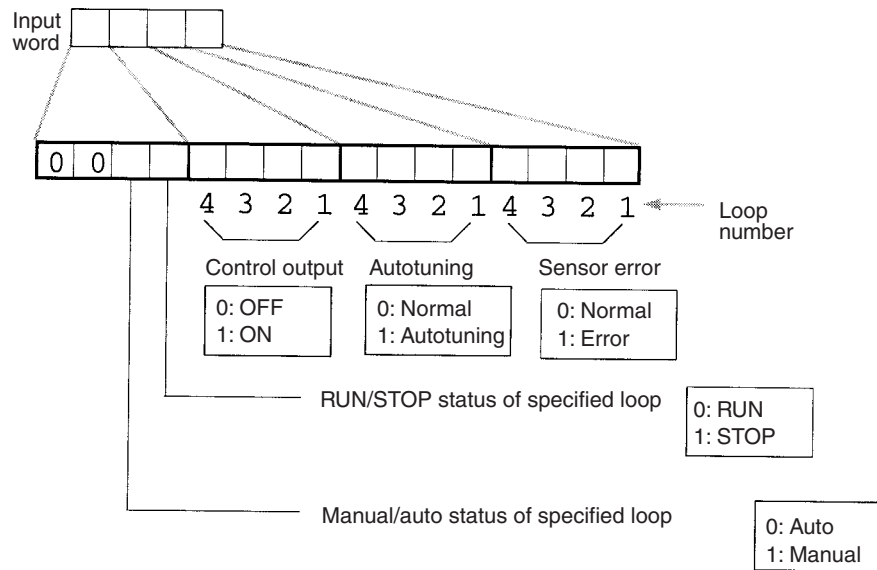 Input
word
0 0
4 3 2 1 4 3 2 1 4 3 2 1
Loop
number
Control output Autotuning Sensor error
0: OFF
1: ON
0: Normal
1: Autotuning
0: Normal
1: Error
RUN/STOP status of specified loop
0: RUN
1: STOP
Manual/auto status of specified loop
0: Auto
1: Manual